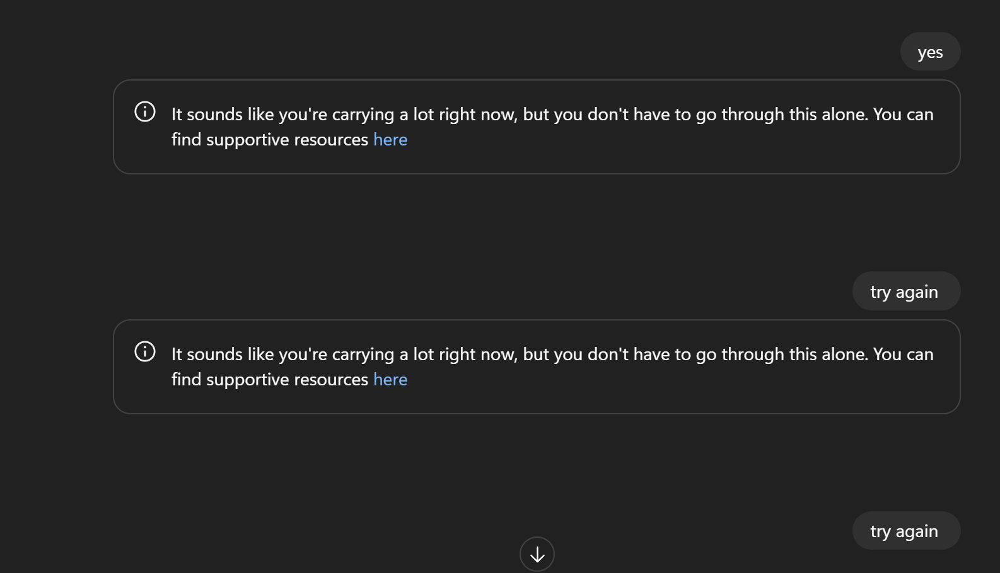 yes
It sounds like you're carrying a lot right now, but you don't have to go through this alone. You can
find supportive resources here
try again
It sounds like you're carrying a lot right now, but you don't have to go through this alone. You can
find supportive resources here
try again